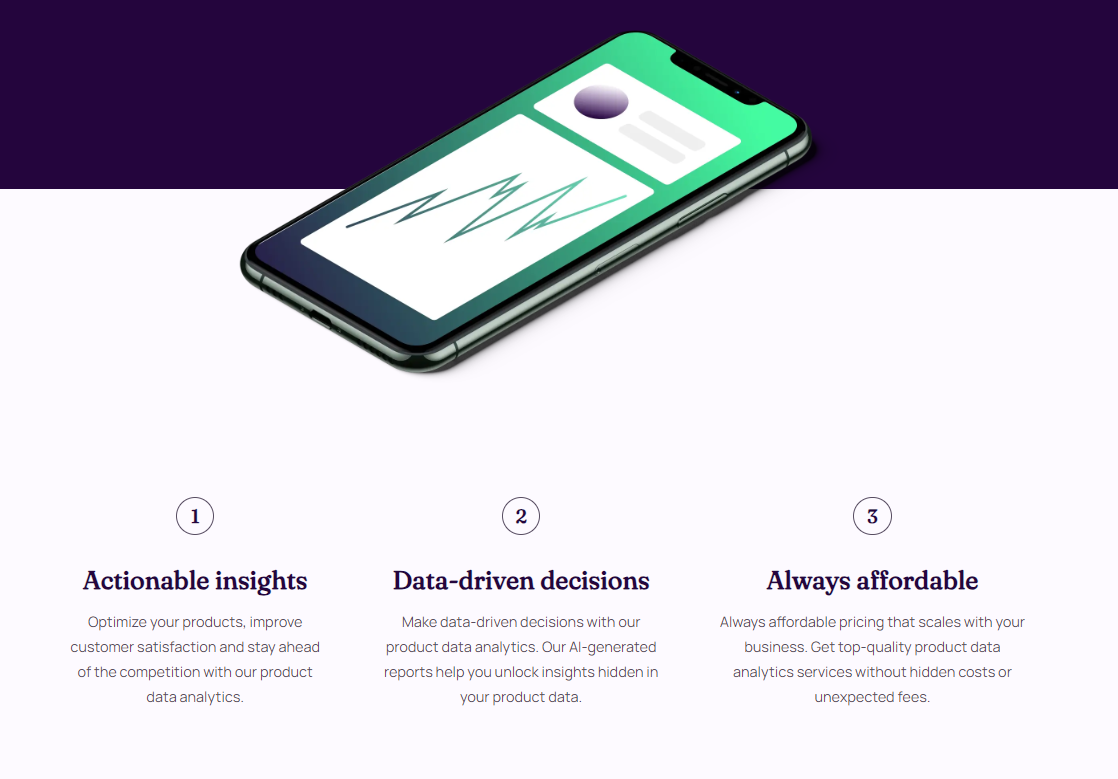 1
Actionable insights
Optimize your products, improve
customer satisfaction and stay ahead
of the competition with our product
data analytics.
2
Data-driven decisions
Make data-driven decisions with our
product data analytics. Our AI-generated
reports help you unlock insights hidden in
your product data.
3
Always affordable
Always affordable pricing that scales with your
business. Get top-quality product data
analytics services without hidden costs or
unexpected fees.